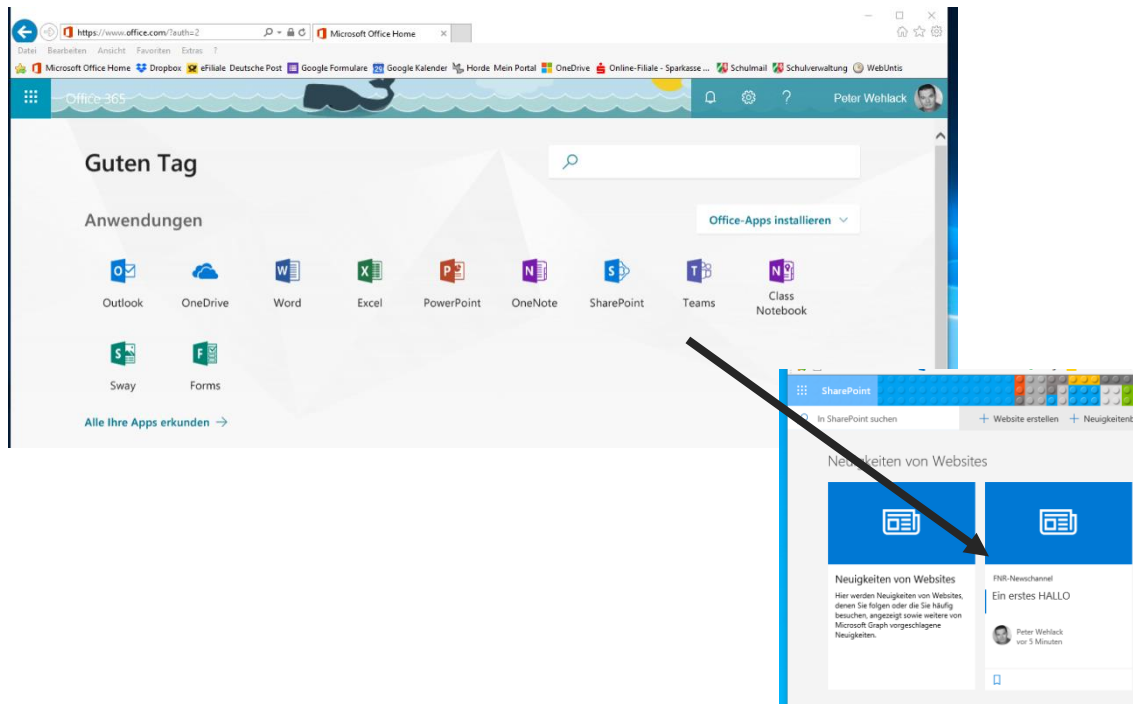 https://www.office.com/?auth=2
Microsoft Office Home
Datei Bearbeiten Ansicht Favoriten Extras ?
Microsoft Office Home Dropbox eFiliale Deutsche Post Google Formulare Google Kalender Horde Mein Portal OneDrive Online-Filiale - Sparkasse ... Schulmail Schulverwaltung WebUntis
Office 365
? Peter Wehlack
Guten Tag
Anwendungen
Office-Apps installieren
Outlook OneDrive Word Excel PowerPoint OneNote SharePoint Teams Class Notebook
Sway Forms
Alle Ihre Apps erkunden →
SharePoint
In SharePoint suchen
+ Website erstellen + Neuigkeitenb
Neuigkeiten von Websites
Neuigkeiten von Websites
Hier werden Neuigkeiten von Websites,
denen Sie folgen oder die Sie häufig
besuchen, angezeigt sowie weitere von
Microsoft Graph vorgeschlagene
Neuigkeiten.
FNR-Newschannel
Ein erstes HALLO
Peter Wehlack
vor 5 Minuten